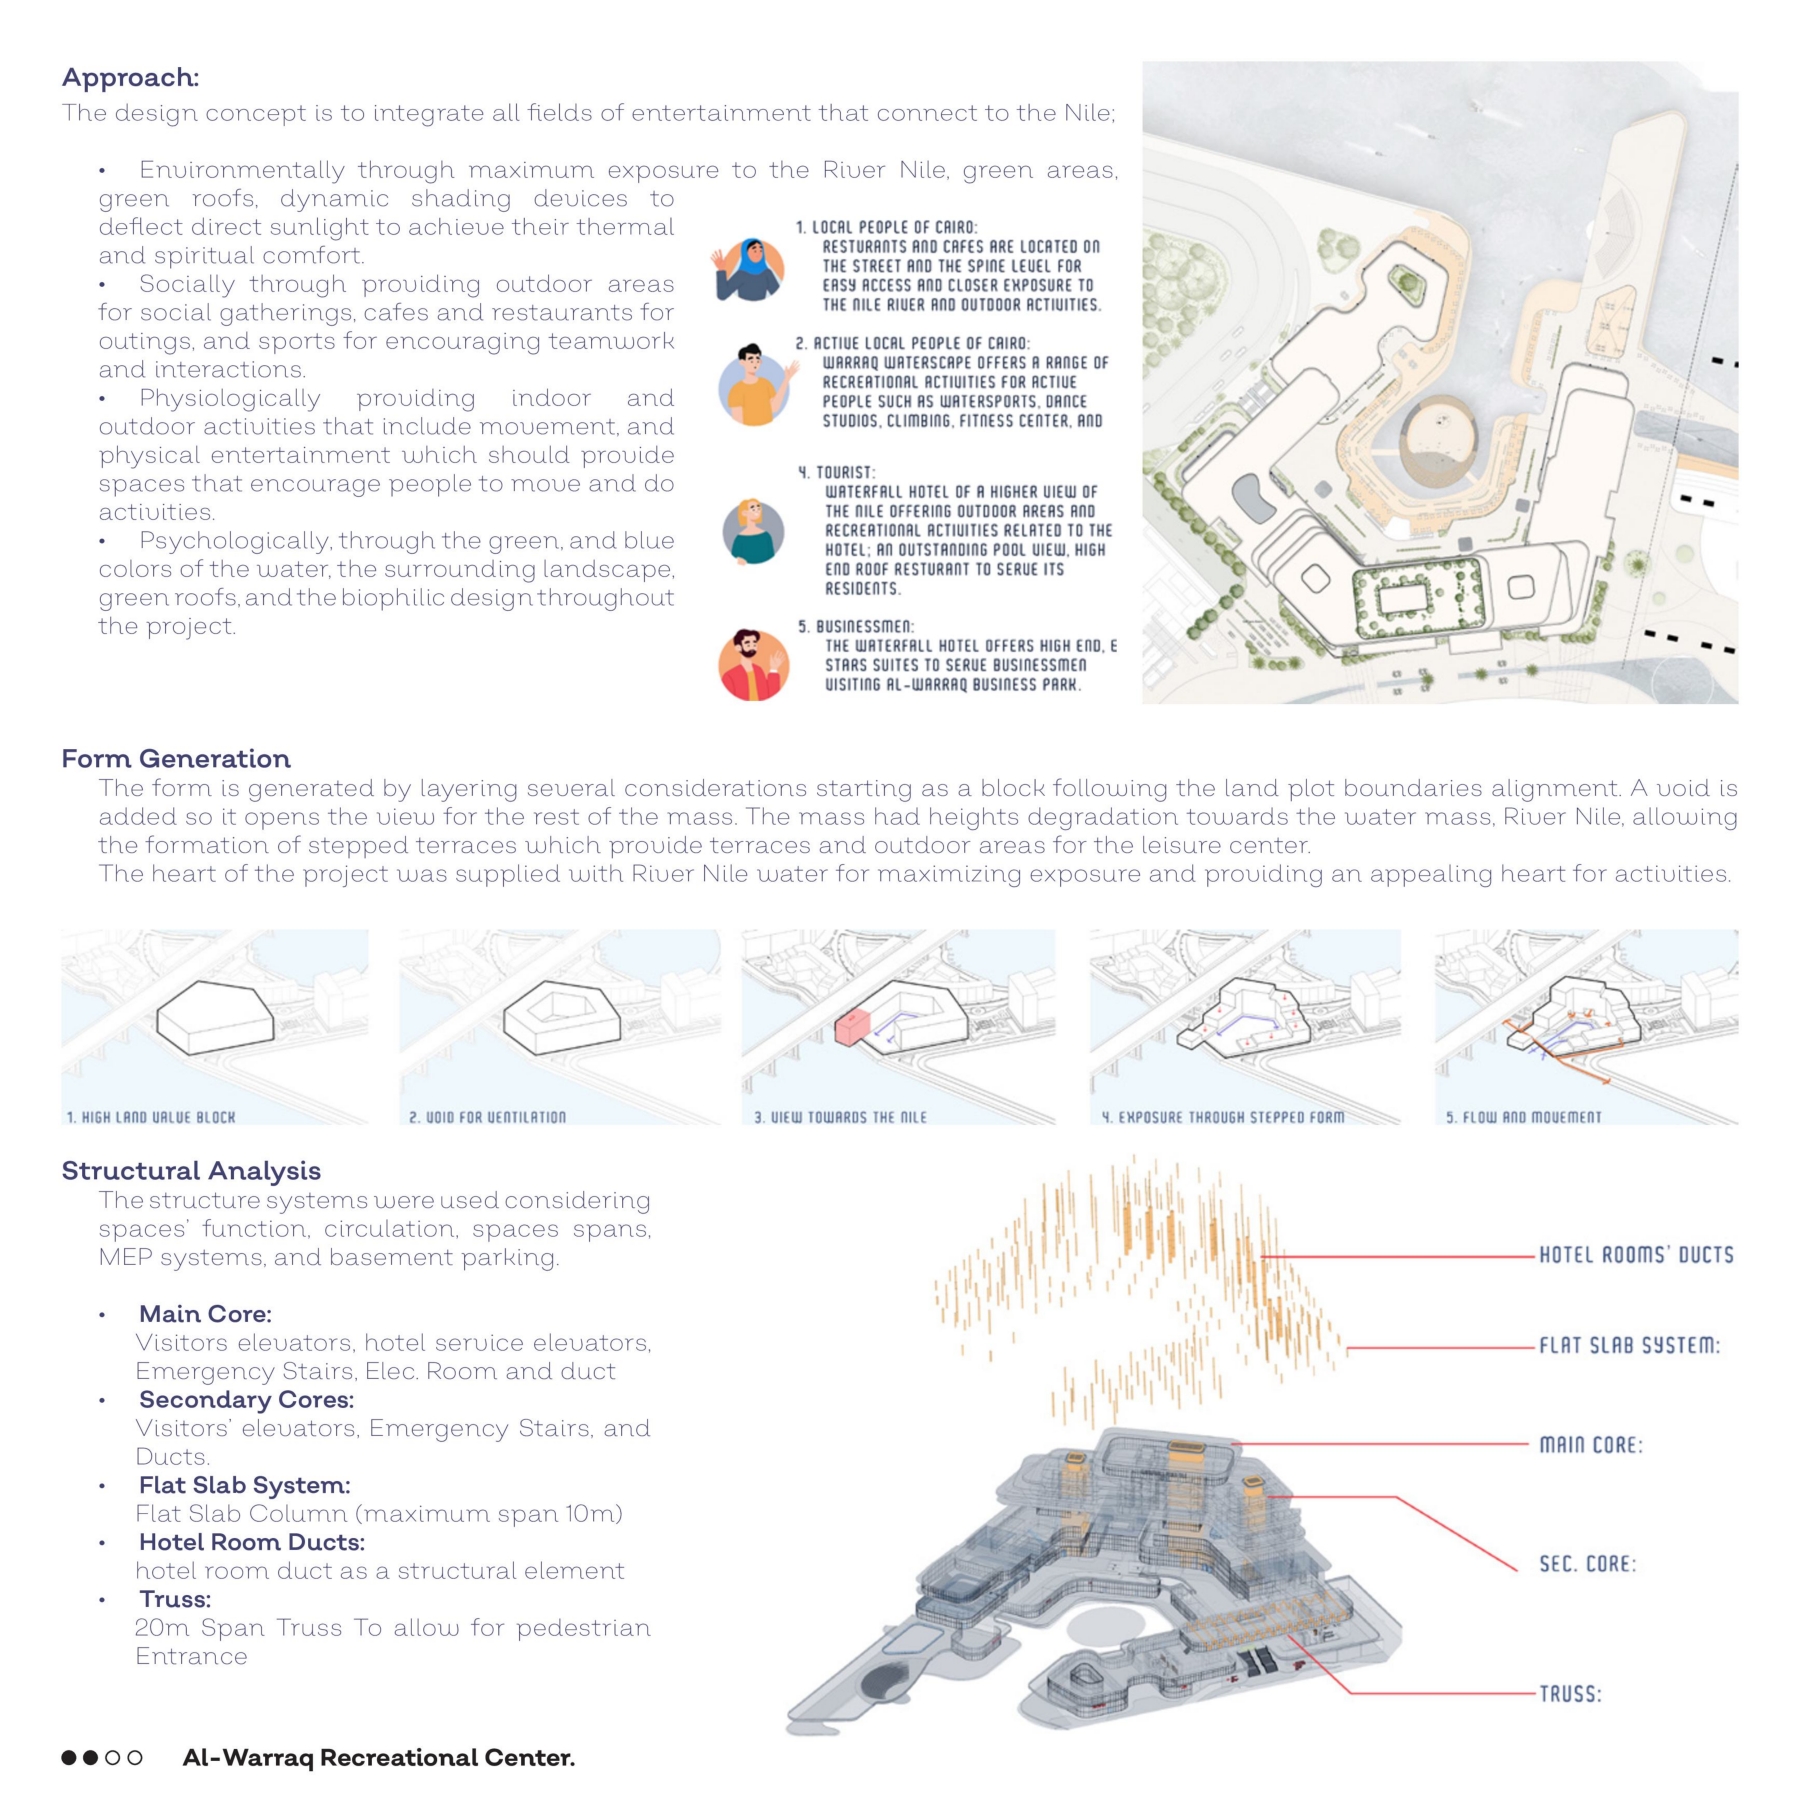 Approach:
The design concept is to integrate all fields of entertainment that connect to the Nile;
• Environmentally through maximum exposure to the River Nile, green areas,
green roofs, dynamic shading devices to
deflect direct sunlight to achieve their thermal
and spiritual comfort.
• Socially through providing outdoor areas
for social gatherings, cafes and restaurants for
outings, and sports for encouraging teamwork
and interactions.
• Physiologically providing indoor and
outdoor activities that include movement, and
physical entertainment which should provide
spaces that encourage people to move and do
activities.
• Psychologically, through the green, and blue
colors of the water, the surrounding landscape,
green roofs, and the biophilic design throughout
the project.
1. LOCAL PEOPLE OF CAIRO:
RESTURANTS AND CAFES ARE LOCATED ON
THE STREET AND THE SPINE LEVEL FOR
EASY ACCESS AND CLOSER EXPOSURE TO
THE NILE RIVER AND OUTDOOR ACTIVITIES.
2. ACTIVE LOCAL PEOPLE OF CAIRO:
WARRAQ WATERSCAPE OFFERS A RANGE OF
RECREATIONAL ACTIVITIES FOR ACTIVE
PEOPLE SUCH AS WATERSPORTS, DANCE
STUDIOS, CLIMBING, FITNESS CENTER, AND
4. TOURIST:
WATERFALL HOTEL OF A HIGHER VIEW OF
THE NILE OFFERING OUTDOOR AREAS AND
RECREATIONAL ACTIVITIES RELATED TO THE
HOTEL; AN OUTSTANDING POOL VIEW, HIGH
END ROOF RESTURANT TO SERVE ITS
RESIDENTS.
5. BUSINESSMEN:
THE WATERFALL HOTEL OFFERS HIGH END, E
STARS SUITES TO SERVE BUSINESSMEN
VISITING AL-WARRAQ BUSINESS PARK.
Form Generation
The form is generated by layering several considerations starting as a block following the land plot boundaries alignment. A void is
added so it opens the view for the rest of the mass. The mass had heights degradation towards the water mass, River Nile, allowing
the formation of stepped terraces which provide terraces and outdoor areas for the leisure center.
The heart of the project was supplied with River Nile water for maximizing exposure and providing an appealing heart for activities.
1. HIGH LAND VALUE BLOCK
2. VOID FOR VENTILATION
3. VIEW TOWARDS THE NILE
4. EXPOSURE THROUGH STEPPED FORM
5. FLOW AND MOVEMENT
Structural Analysis
The structure systems were used considering
spaces' function, circulation, spaces spans,
MEP systems, and basement parking.
• Main Core:
Visitors elevators, hotel service elevators,
Emergency Stairs, Elec. Room and duct
• Secondary Cores:
Visitors' elevators, Emergency Stairs, and
Ducts.
• Flat Slab System:
Flat Slab Column (maximum span 10m)
• Hotel Room Ducts:
hotel room duct as a structural element
• Truss:
20m Span Truss To allow for pedestrian
Entrance
HOTEL ROOMS' DUCTS
FLAT SLAB SYSTEM:
MAIN CORE:
SEC. CORE:
TRUSS:
Al-Warraq Recreational Center.